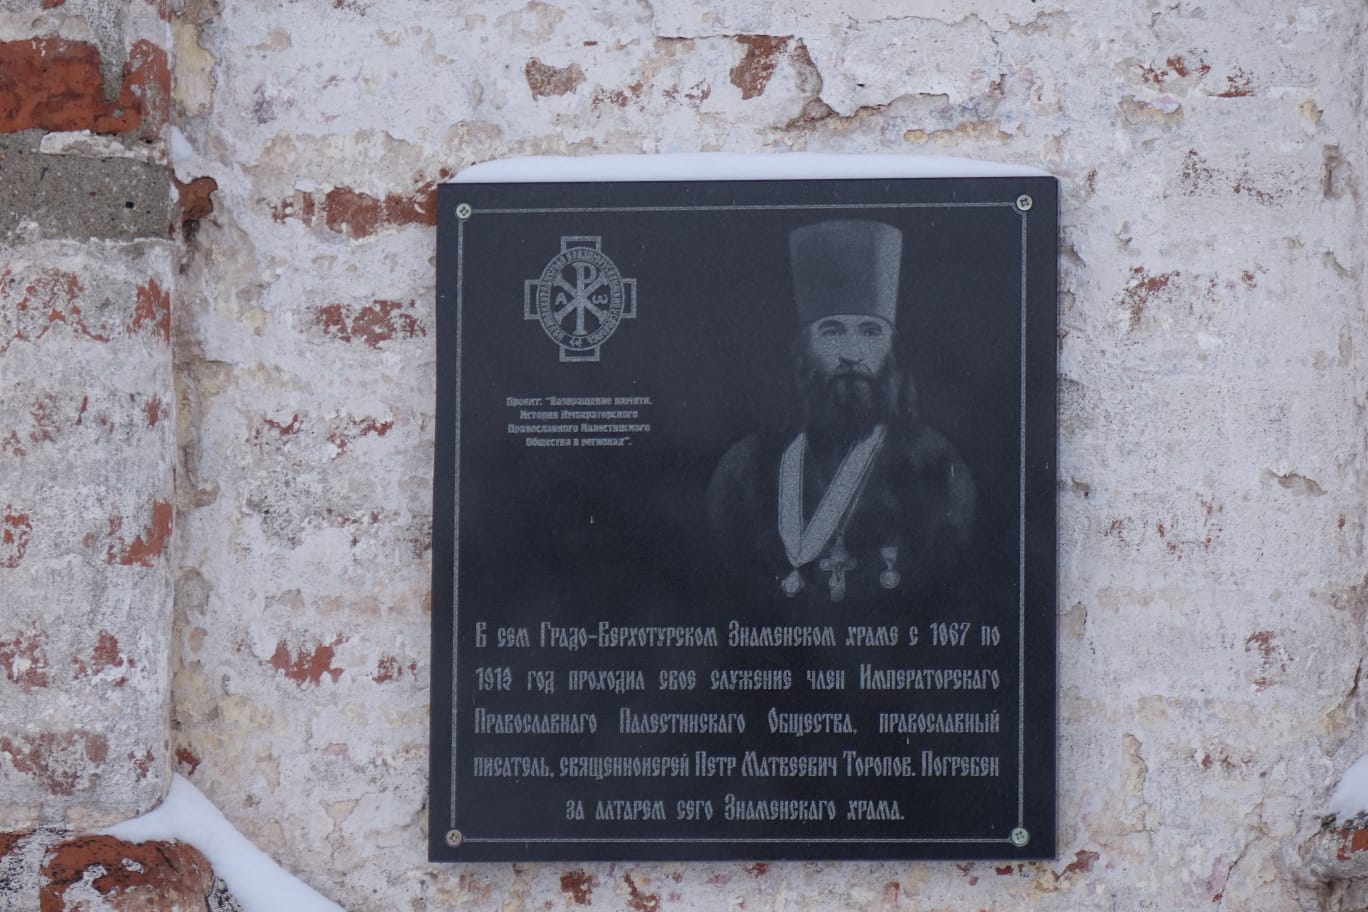 Проект: "Возвращение памяти.
История Императорского
Православного Палестинского
Общества в регионах".
В сем Градо-Верхотурском Знаменском храме с 1867 по
1913 год проходил свое служение член Императорскаго
Православнаго Палестинскаго Общества, православный
писатель, священноиерей Петр Матвеевич Торопов. Погребен
за алтарем сего Знаменскаго храма.